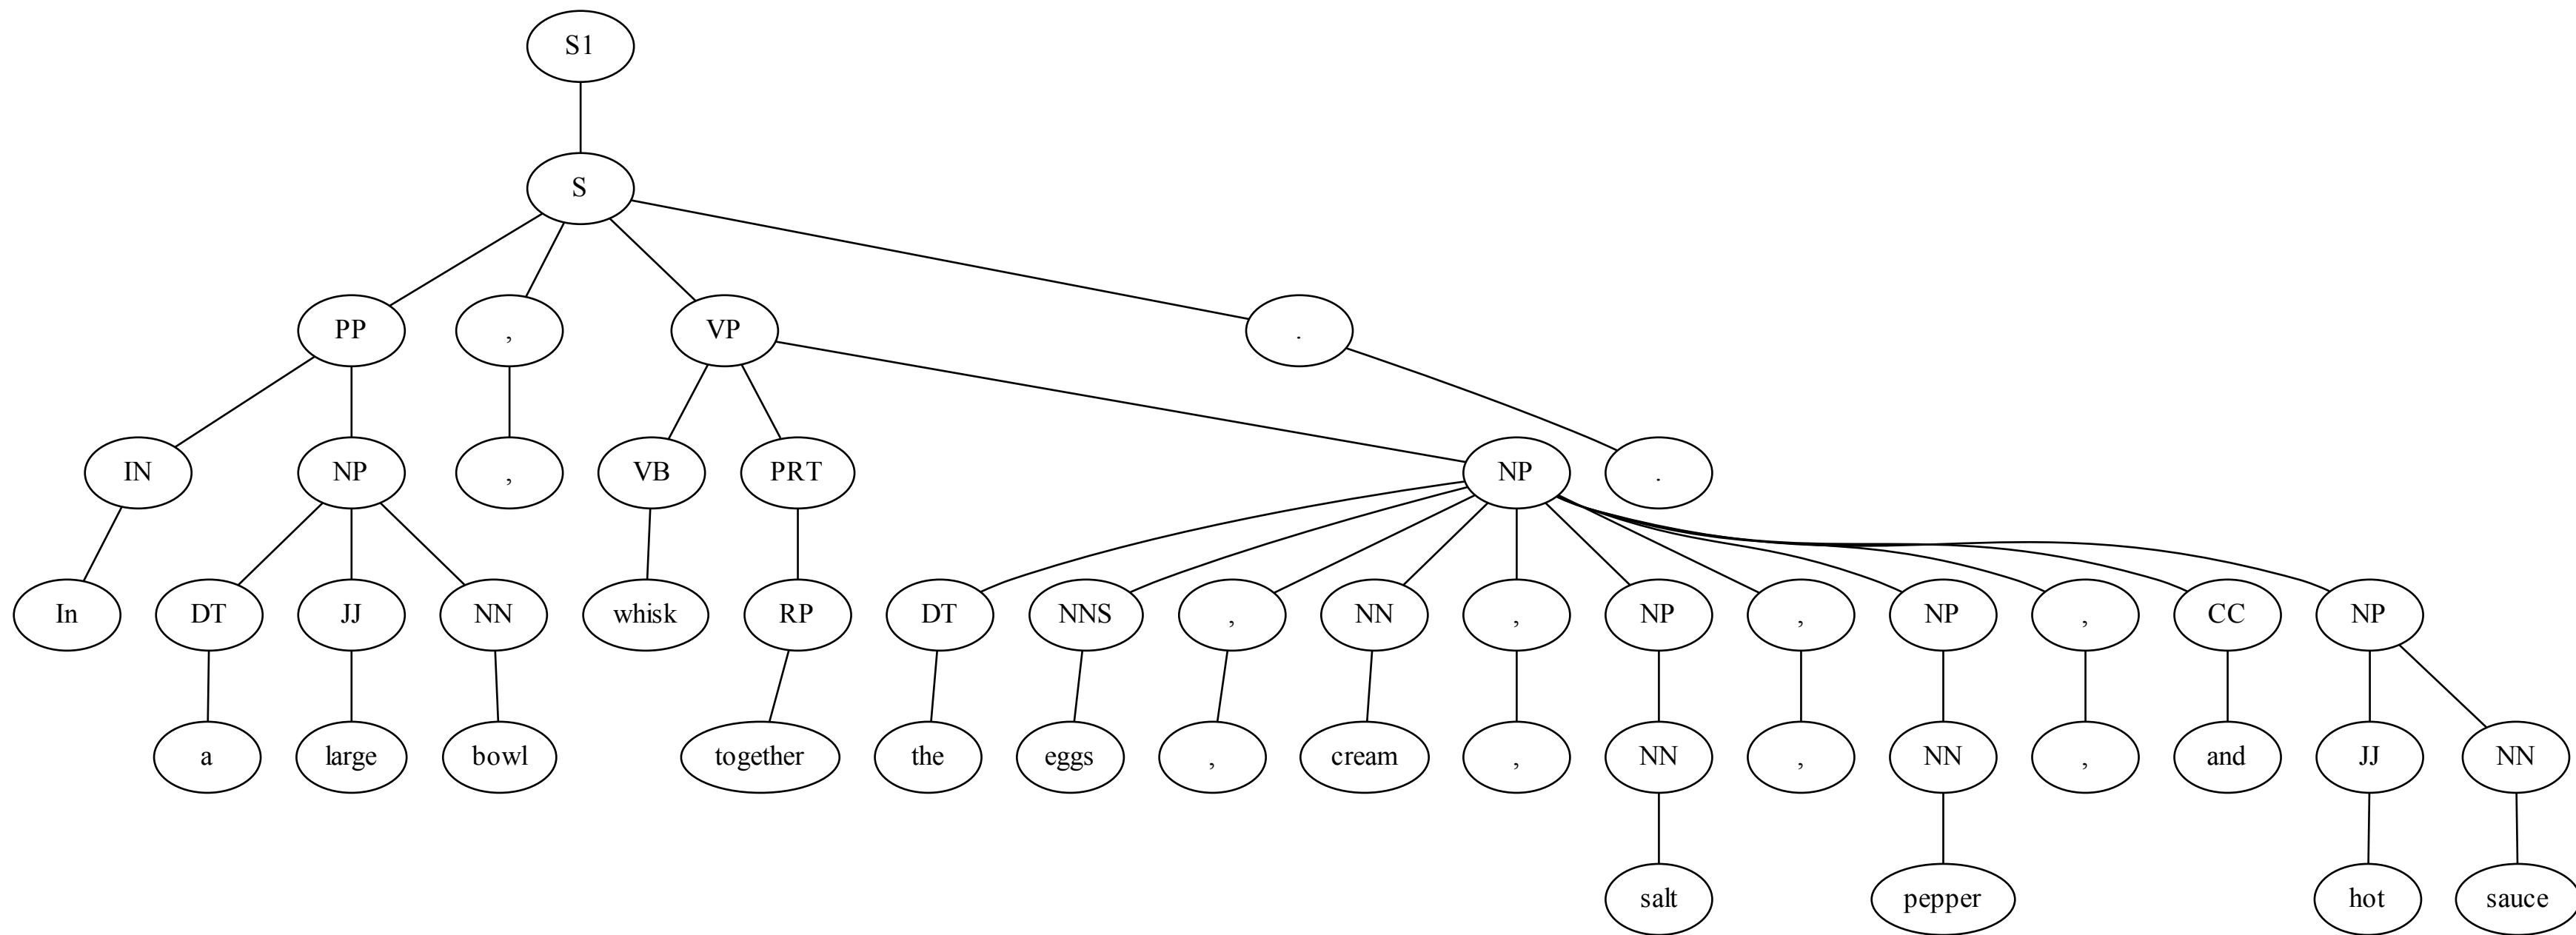 S1
S
PP , VP .
IN NP , VB PRT NP .
In DT JJ NN whisk RP DT NNS , NN , NP , NP , CC NP
a large bowl together the eggs , cream , NN , NN , and JJ NN
salt pepper hot sauce